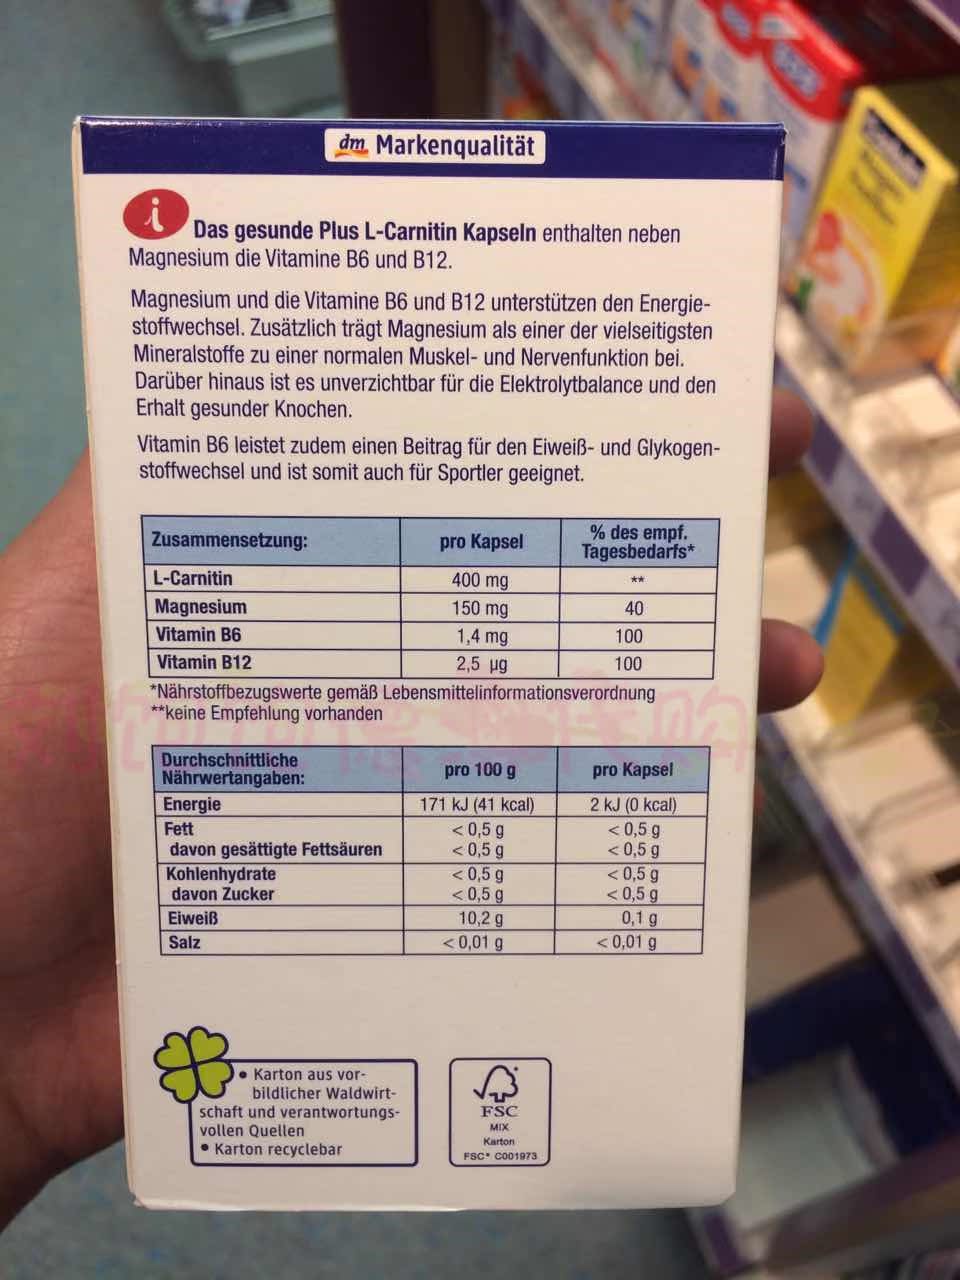 dm Markenqualität
i
Das gesunde Plus L-Carnitin Kapseln enthalten neben
Magnesium die Vitamine B6 und B12.
Magnesium und die Vitamine B6 und B12 unterstützen den Energie-
stoffwechsel. Zusätzlich trägt Magnesium als einer der vielseitigsten
Mineralstoffe zu einer normalen Muskel- und Nervenfunktion bei.
Darüber hinaus ist es unverzichtbar für die Elektrolytbalance und den
Erhalt gesunder Knochen.
Vitamin B6 leistet zudem einen Beitrag für den Eiweiß- und Glykogen-
stoffwechsel und ist somit auch für Sportler geeignet.
Zusammensetzung: pro Kapsel % des empf.
Tagesbedarfs*
L-Carnitin 400 mg **
Magnesium 150 mg 40
Vitamin B6 1,4 mg 100
Vitamin B12 2,5 µg 100
*Nährstoffbezugswerte gemäß Lebensmittelinformationsverordnung
**keine Empfehlung vorhanden
Durchschnittliche
Nährwertangaben: pro 100 g pro Kapsel
Energie 171 kJ (41 kcal) 2 kJ (0 kcal)
Fett < 0,5 g < 0,5 g
davon gesättigte Fettsäuren < 0,5 g < 0,5 g
Kohlenhydrate < 0,5 g < 0,5 g
davon Zucker < 0,5 g < 0,5 g
Eiweiß 10,2 g 0,1 g
Salz < 0,01 g < 0,01 g
• Karton aus vor-
bildlicher Waldwirt-
schaft und verantwortungs-
vollen Quellen
• Karton recyclebar
FSC
MIX
Karton
FSC® C001973